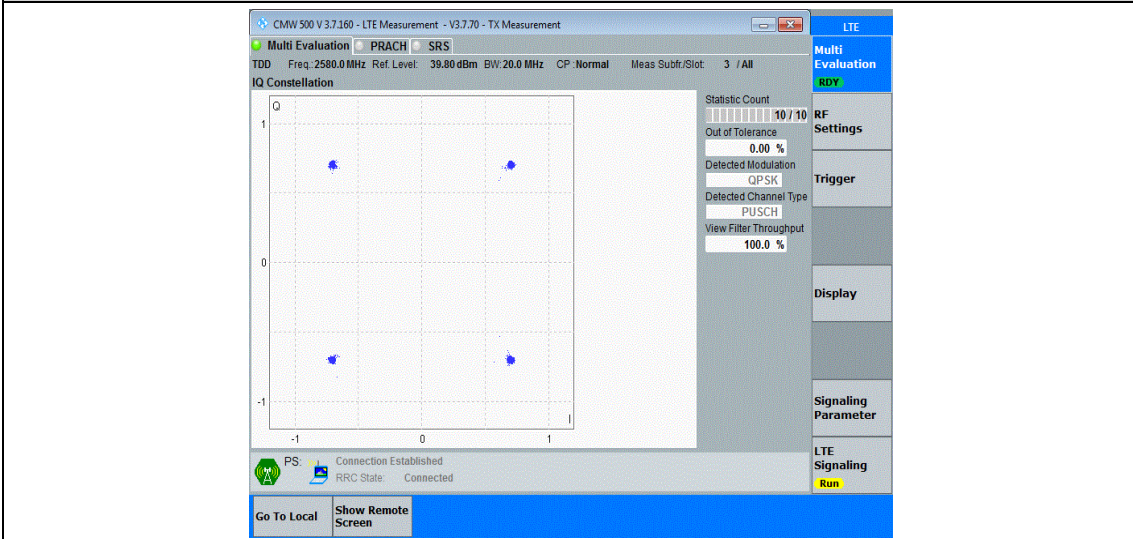 CMW 500 V 3.7.160 - LTE Measurement - V3.7.70 - TX Measurement
LTE
Multi Evaluation PRACH SRS
Multi
Evaluation
RDY
TDD Freq.:2580.0 MHz Ref. Level: 39.80 dBm BW:20.0 MHz CP :Normal Meas Subfr./Slot: 3 / All
IQ Constellation
Q
1
0
-1
-1 0 1
I
Statistic Count
10 / 10
Out of Tolerance
0.00 %
Detected Modulation
QPSK
Detected Channel Type
PUSCH
View Filter Throughput
100.0 %
RF
Settings
Trigger
Display
Signaling
Parameter
LTE
Signaling
Run
PS: Connection Established
RRC State: Connected
Go To Local
Show Remote
Screen